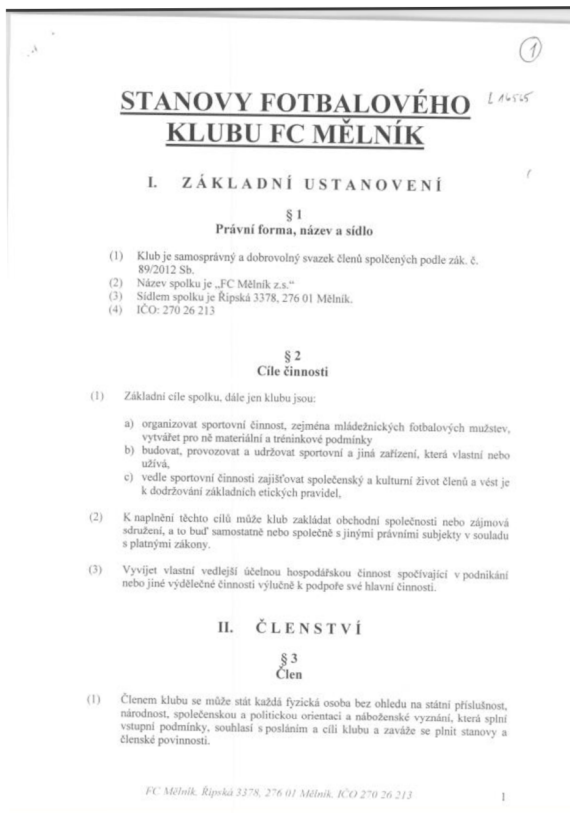 1
STANOVY FOTBALOVÉHO
L 16565
KLUBU FC MĚLNÍK
I. ZÁKLADNÍ USTANOVENÍ
§ 1
Právní forma, název a sídlo
(1) Klub je samosprávný a dobrovolný svazek členů spolčených podle zák. č.
89/2012 Sb.
(2) Název spolku je „FC Mělník z.s.“
(3) Sídlem spolku je Řipská 3378, 276 01 Mělník.
(4) IČO: 270 26 213
§ 2
Cíle činnosti
(1) Základní cíle spolku, dále jen klubu jsou:
a) organizovat sportovní činnost, zejména mládežnických fotbalových mužstev,
vytvářet pro ně materiální a tréninkové podmínky
b) budovat, provozovat a udržovat sportovní a jiná zařízení, která vlastní nebo
užívá,
c) vedle sportovní činnosti zajišťovat společenský a kulturní život členů a vést je
k dodržování základních etických pravidel,
(2) K naplnění těchto cílů může klub zakládat obchodní společnosti nebo zájmová
sdružení, a to buď samostatně nebo společně s jinými právními subjekty v souladu
s platnými zákony.
(3) Vyvíjet vlastní vedlejší účelnou hospodářskou činnost spočívající v podnikání
nebo jiné výdělečné činnosti výlučně k podpoře své hlavní činnosti.
II. ČLENSTVÍ
§ 3
Člen
(1) Členem klubu se může stát každá fyzická osoba bez ohledu na státní příslušnost,
národnost, společenskou a politickou orientaci a náboženské vyznání, která splní
vstupní podmínky, souhlasí s posláním a cíli klubu a zaváže se plnit stanovy a
členské povinnosti.
FC Mělník, Řipská 3378, 276 01 Mělník, IČO 270 26 213
1